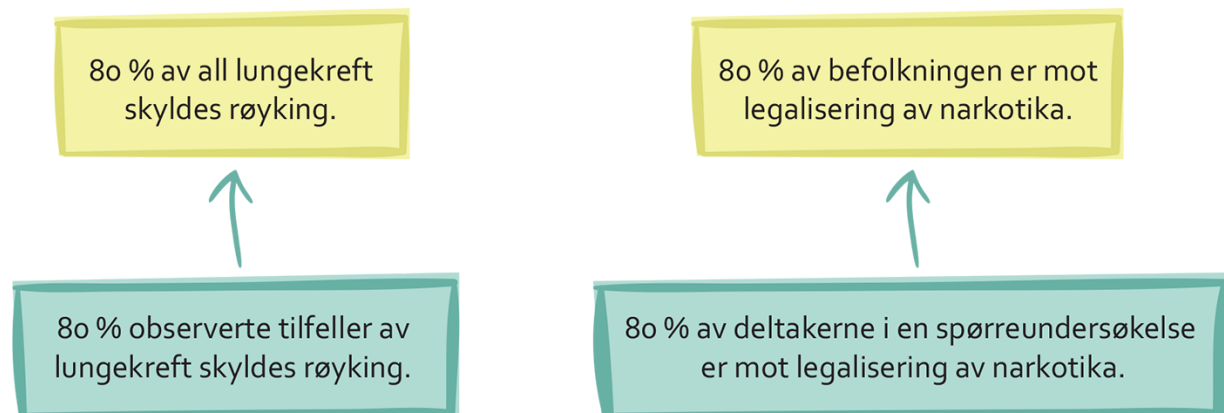 80 % av all lungekreft
skyldes røyking.
80 % av befolkningen er mot
legalisering av narkotika.
80 % observerte tilfeller av
lungekreft skyldes røyking.
80 % av deltakerne i en spørreundersøkelse
er mot legalisering av narkotika.